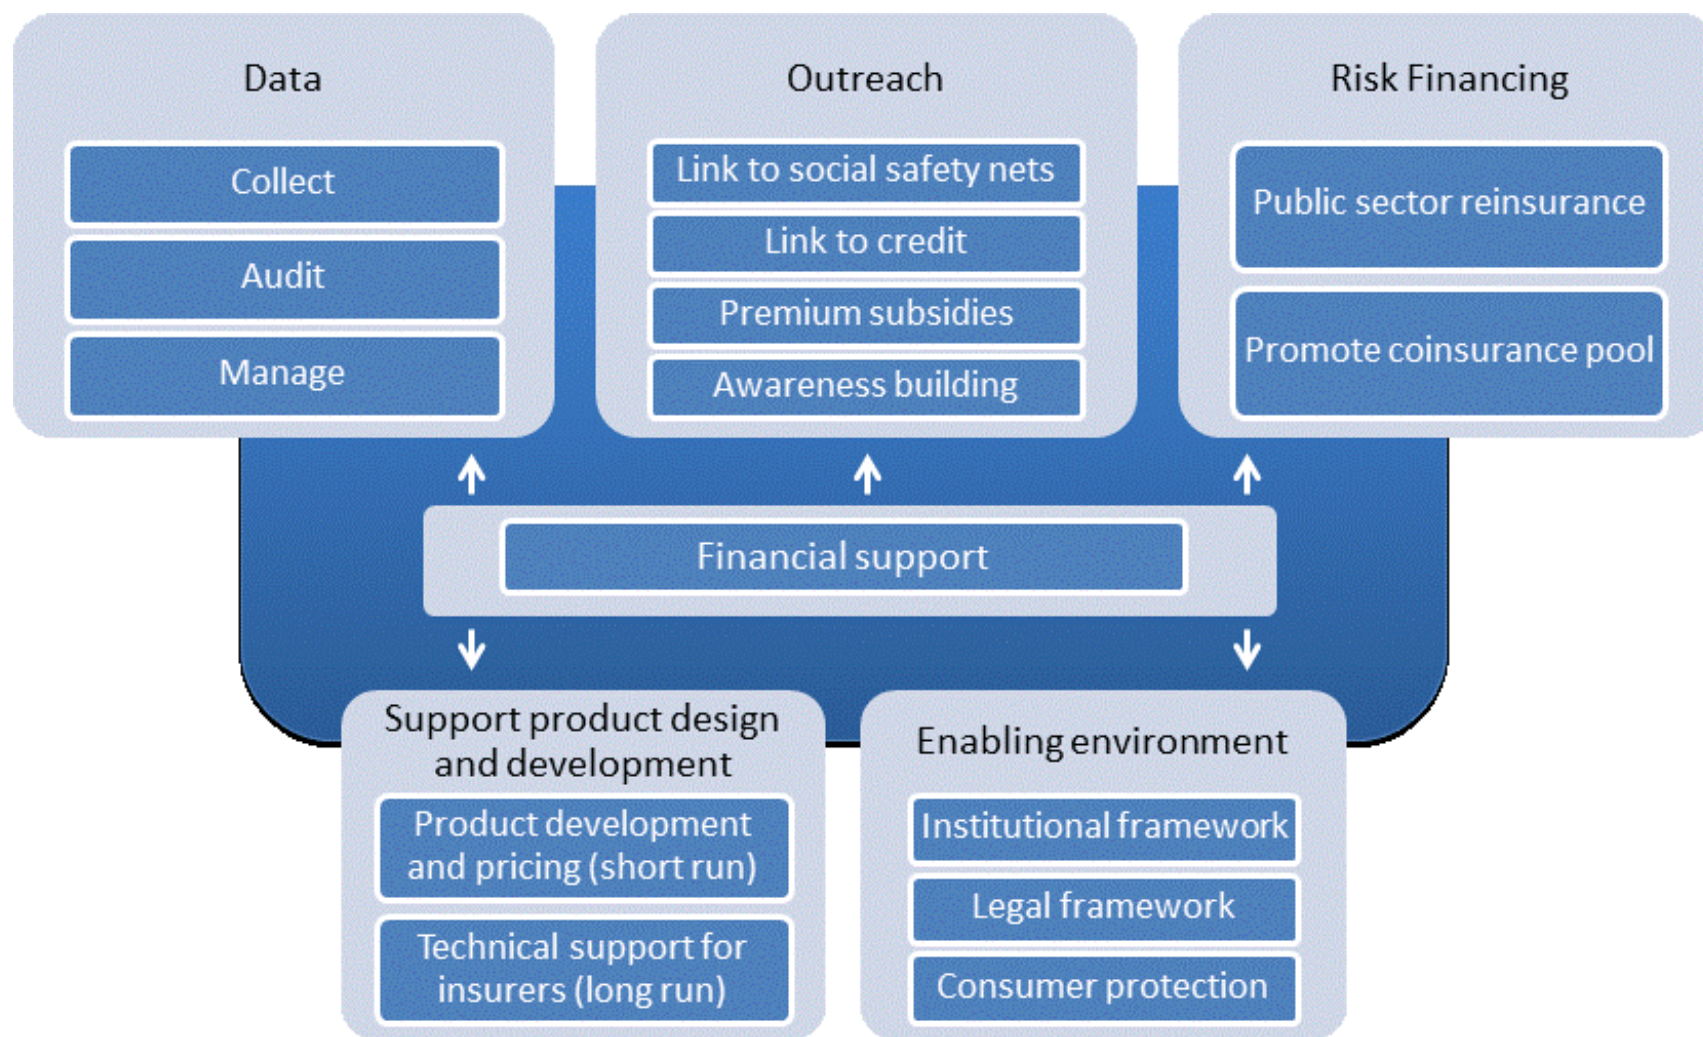 Data
Collect
Audit
Manage
Outreach
Link to social safety nets
Link to credit
Premium subsidies
Awareness building
Risk Financing
Public sector reinsurance
Promote coinsurance pool
Financial support
Support product design
and development
Product development
and pricing (short run)
Technical support for
insurers (long run)
Enabling environment
Institutional framework
Legal framework
Consumer protection